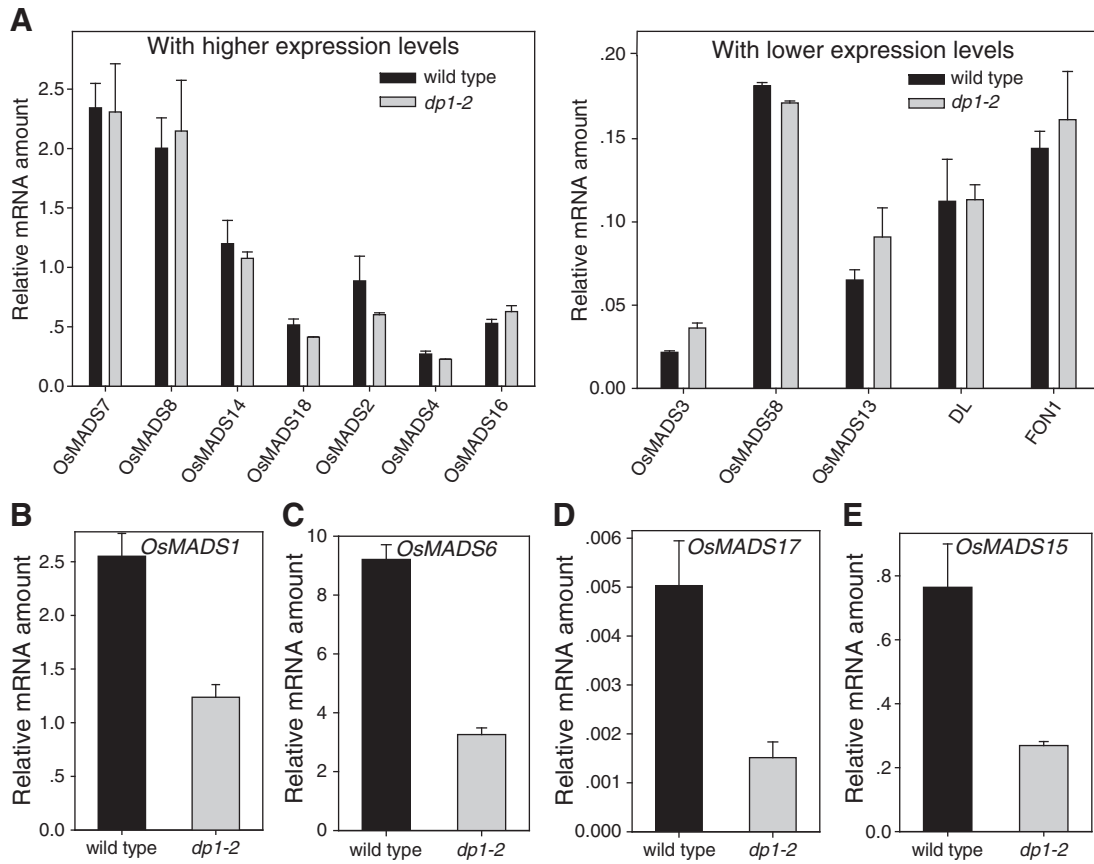 A
With higher expression levels
wild type
dp1-2
Relative mRNA amount
2.5
2.0
1.5
1.0
.5
0.0
OsMADS7
OsMADS8
OsMADS14
OsMADS18
OsMADS2
OsMADS4
OsMADS16
With lower expression levels
wild type
dp1-2
Relative mRNA amount
.20
.15
.10
.05
0.00
OsMADS3
OsMADS58
OsMADS13
DL
FON1
B
OsMADS1
Relative mRNA amount
2.5
2.0
1.5
1.0
.5
0.0
wild type
dp1-2
C
OsMADS6
Relative mRNA amount
10
8
6
4
2
0
wild type
dp1-2
D
OsMADS17
Relative mRNA amount
.006
.005
.004
.003
.002
.001
0.000
wild type
dp1-2
E
OsMADS15
Relative mRNA amount
.8
.6
.4
.2
0.0
wild type
dp1-2